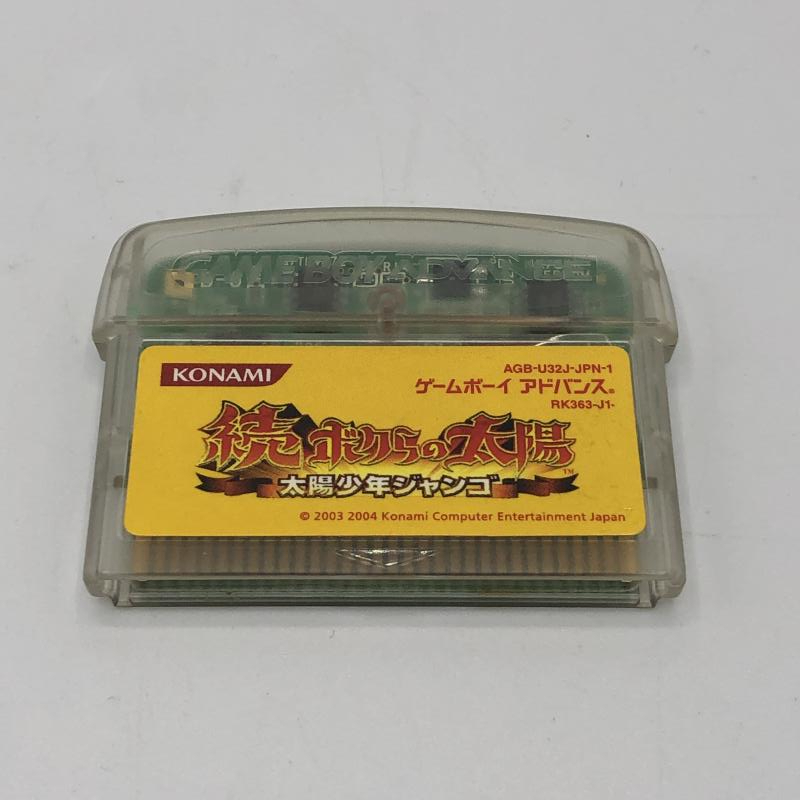 GAME BOY ADVANCE
KONAMI
AGB-U32J-JPN-1
ゲームボーイ アドバンス®
RK363-J1
続 ボクらの太陽™
太陽少年ジャンゴ
© 2003 2004 Konami Computer Entertainment Japan